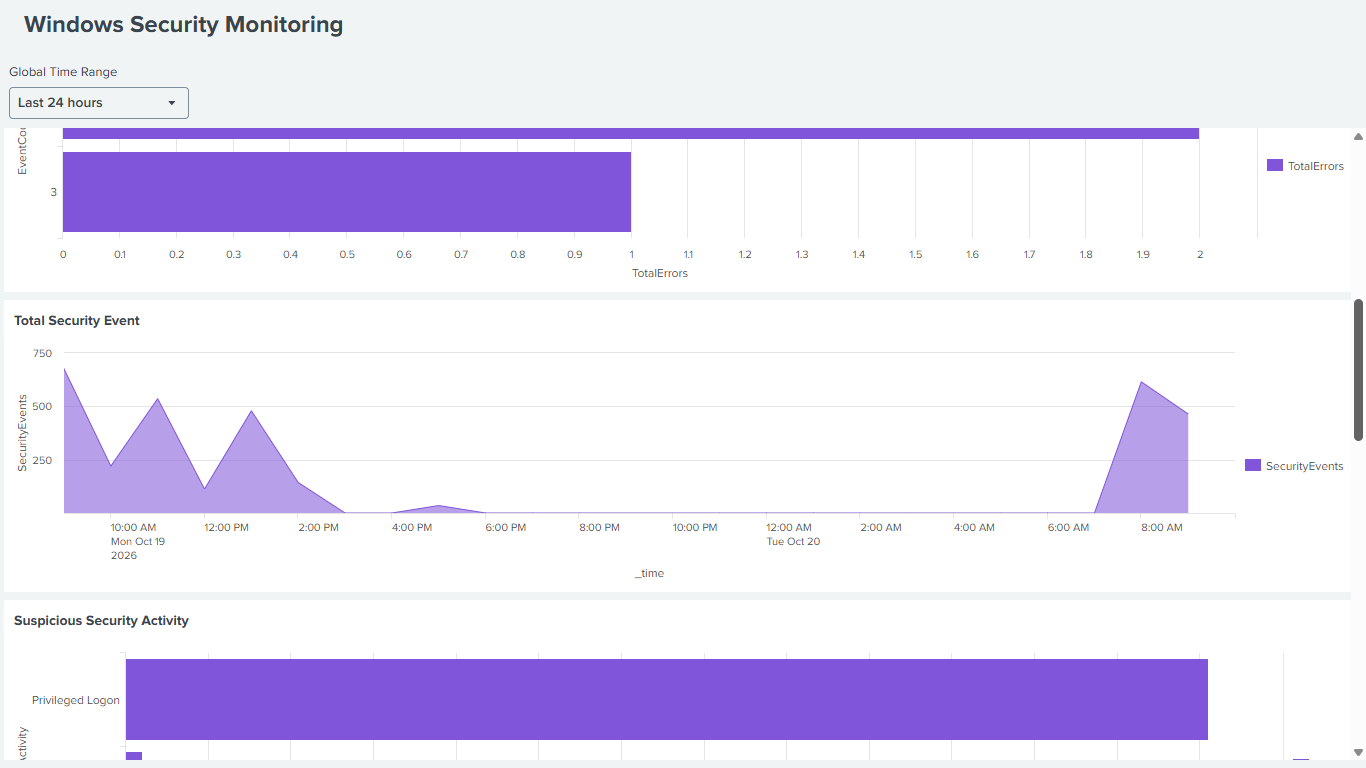 Windows Security Monitoring
Global Time Range
Last 24 hours
3
0 0.1 0.2 0.3 0.4 0.5 0.6 0.7 0.8 0.9 1 1.1 1.2 1.3 1.4 1.5 1.6 1.7 1.8 1.9 2
TotalErrors
TotalErrors
Total Security Event
SecurityEvents
750
500
250
10:00 AM 12:00 PM 2:00 PM 4:00 PM 6:00 PM 8:00 PM 10:00 PM 12:00 AM 2:00 AM 4:00 AM 6:00 AM 8:00 AM
Mon Oct 19 Tue Oct 20
2026
_time
SecurityEvents
Suspicious Security Activity
Privileged Logon